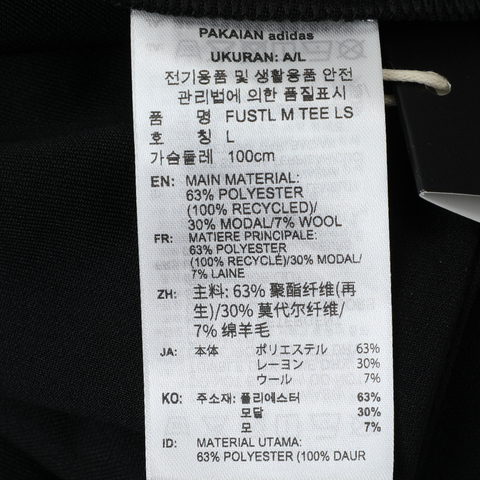 PAKAIAN adidas
UKURAN: A/L
전기용품 및 생활용품 안전
관리법에 의한 품질표시
품 명 FUSTL M TEE LS
호 칭 L
가슴둘레 100cm
EN: MAIN MATERIAL:
63% POLYESTER
(100% RECYCLED)/
30% MODAL/7% WOOL
FR: MATIERE PRINCIPALE:
63% POLYESTER
(100% RECYCLÉ)/30% MODAL/
7% LAINE
ZH: 主料: 63% 聚酯纤维(再
生)/30% 莫代尔纤维/
7% 绵羊毛
JA: 本体 ポリエステル 63%
レーヨン 30%
ウール 7%
KO: 주소재: 폴리에스터 63%
모달 30%
모 7%
ID: MATERIAL UTAMA:
63% POLYESTER (100% DAUR